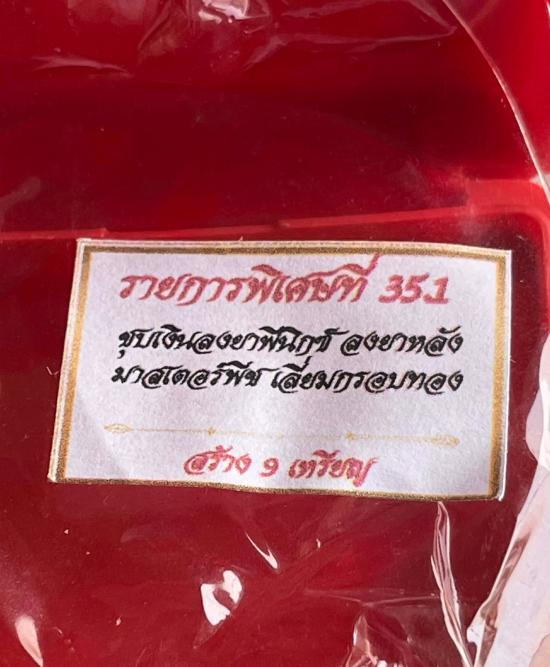 รายการพิเศษที่ 35.1
ชุบเงินลงยาฟีนิกซ์ ลงยาหลัง
มาสเตอร์พีช เลี่ยมกรอบทอง
สร้าง 9 เหรียญ